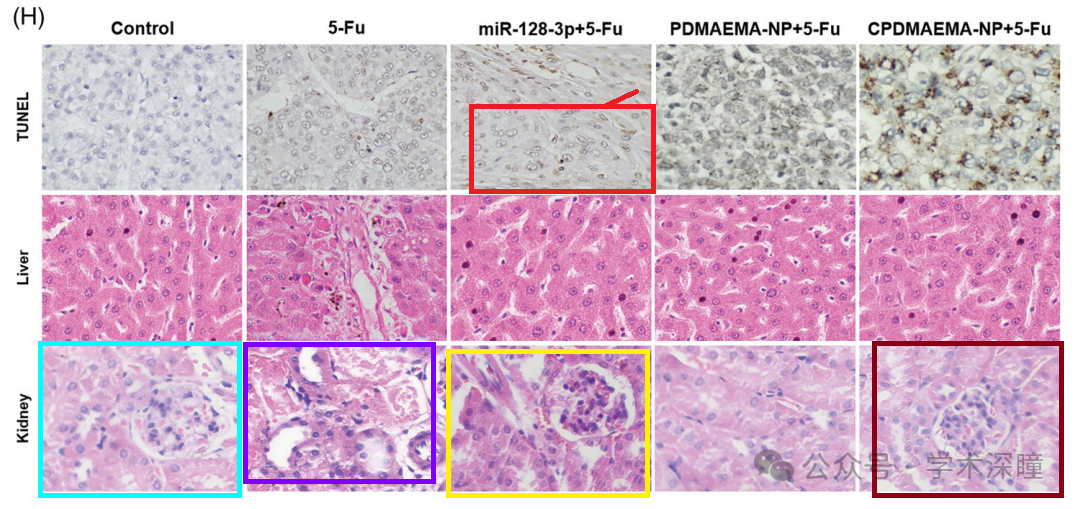 (H)
Control 5-Fu miR-128-3p+5-Fu PDMAEMA-NP+5-Fu CPDMAEMA-NP+5-Fu
TUNEL
Liver
Kidney
公众号 · 学术深瞳